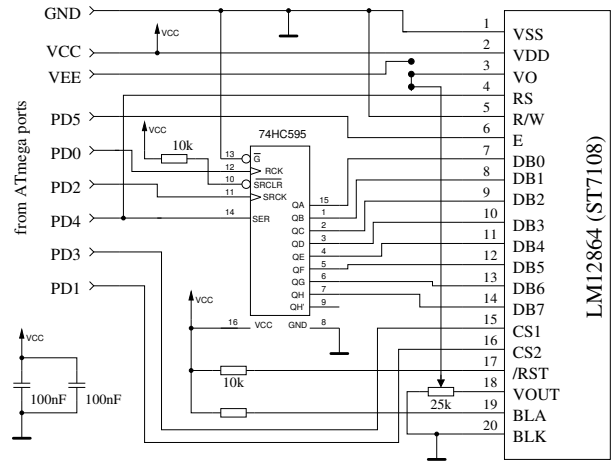 GND
VCC
VCC
VEE
PD5
PD0
PD2
PD4
PD3
PD1
from ATmega ports
VCC
10k
74HC595
13 G
12 RCK
10 SRCLR
11 SRCK
14 SER
QA 15
QB 1
QC 2
QD 3
QE 4
QF 5
QG 6
QH 7
QH' 9
16 VCC GND 8
VCC
10k
25k
VCC
100nF 100nF
1 VSS
2 VDD
3 VO
4 RS
5 R/W
6 E
7 DB0
8 DB1
9 DB2
10 DB3
11 DB4
12 DB5
13 DB6
14 DB7
15 CS1
16 CS2
17 /RST
18 VOUT
19 BLA
20 BLK
LM12864 (ST7108)